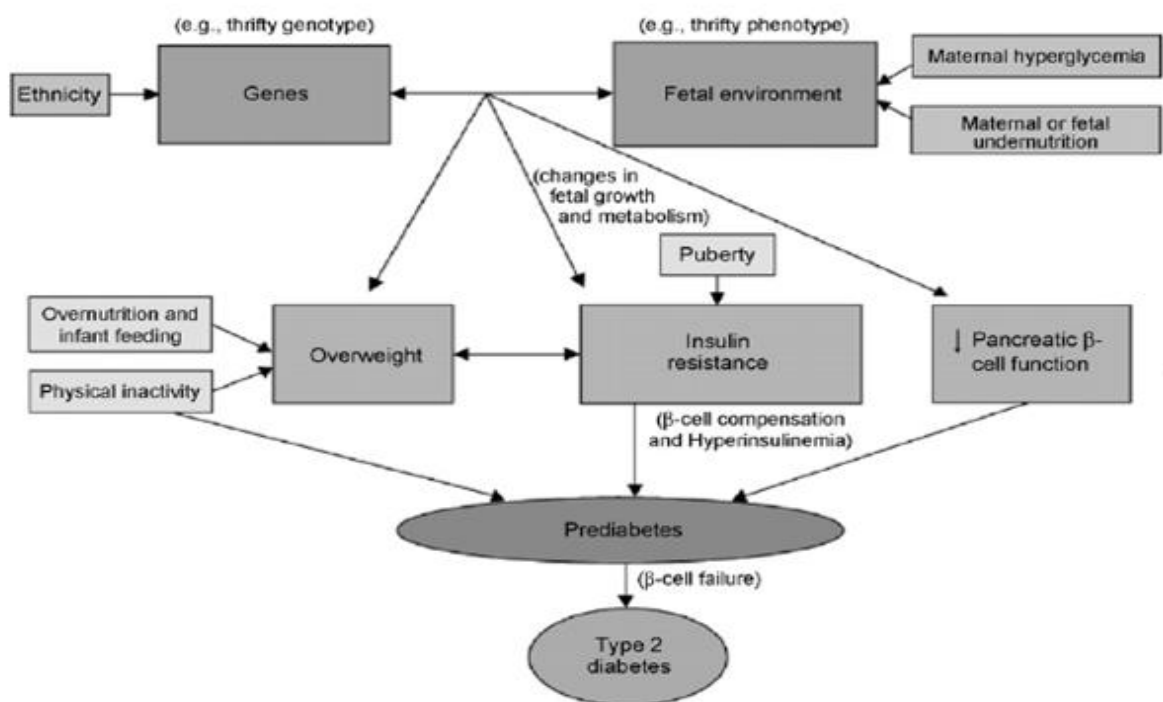 (e.g., thrifty genotype)
(e.g., thrifty phenotype)
Ethnicity
Genes
Fetal environment
Maternal hyperglycemia
Maternal or fetal
undernutrition
(changes in
fetal growth
and metabolism)
Puberty
Overnutrition and
infant feeding
Physical inactivity
Overweight
Insulin
resistance
↓ Pancreatic β-
cell function
(β-cell compensation
and Hyperinsulinemia)
Prediabetes
(β-cell failure)
Type 2
diabetes